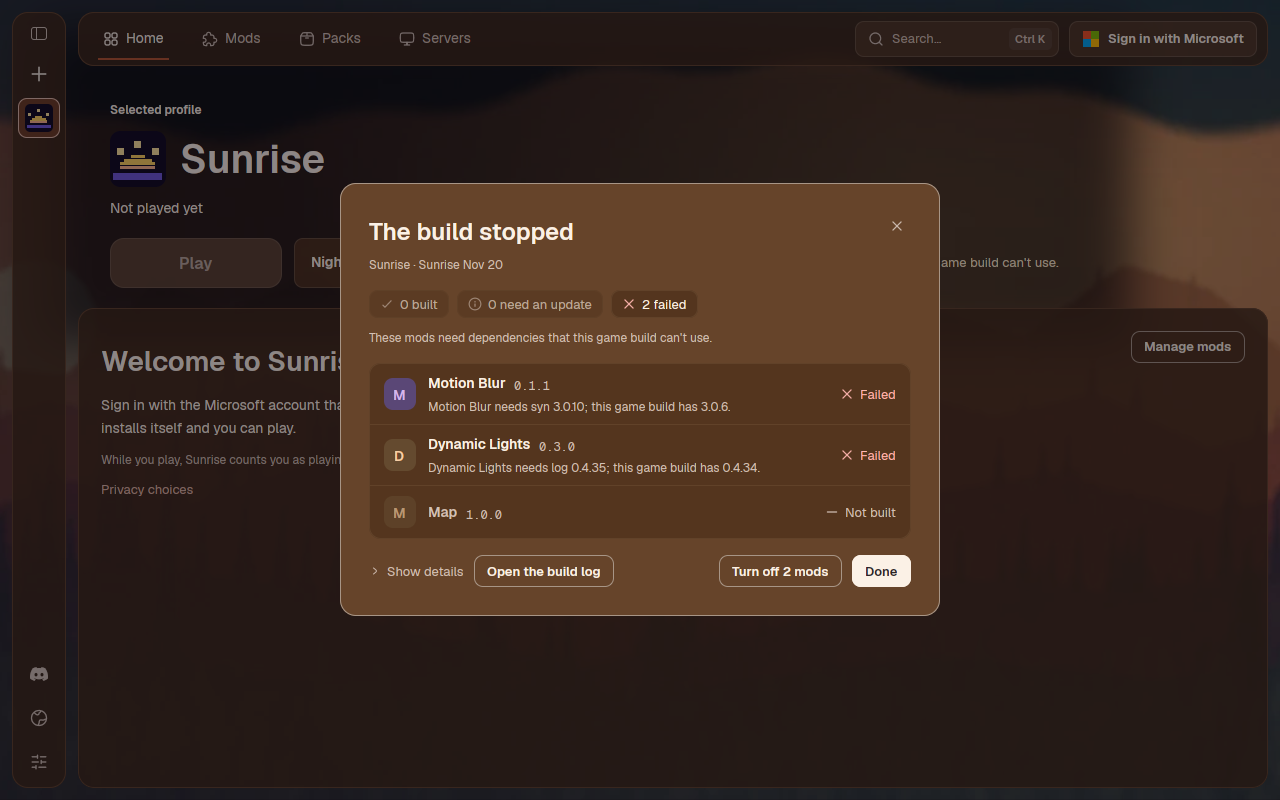 Home
Mods
Packs
Servers
Search...
Ctrl K
Sign in with Microsoft
Selected profile
Sunrise
Not played yet
Play
Nigh
ame build can't use.
Welcome to Sunris
Manage mods
Sign in with the Microsoft account tha
installs itself and you can play.
While you play, Sunrise counts you as playin
Privacy choices
The build stopped
Sunrise · Sunrise Nov 20
0 built
0 need an update
2 failed
These mods need dependencies that this game build can't use.
M
Motion Blur 0.1.1
Motion Blur needs syn 3.0.10; this game build has 3.0.6.
Failed
D
Dynamic Lights 0.3.0
Dynamic Lights needs log 0.4.35; this game build has 0.4.34.
Failed
M
Map 1.0.0
Not built
Show details
Open the build log
Turn off 2 mods
Done